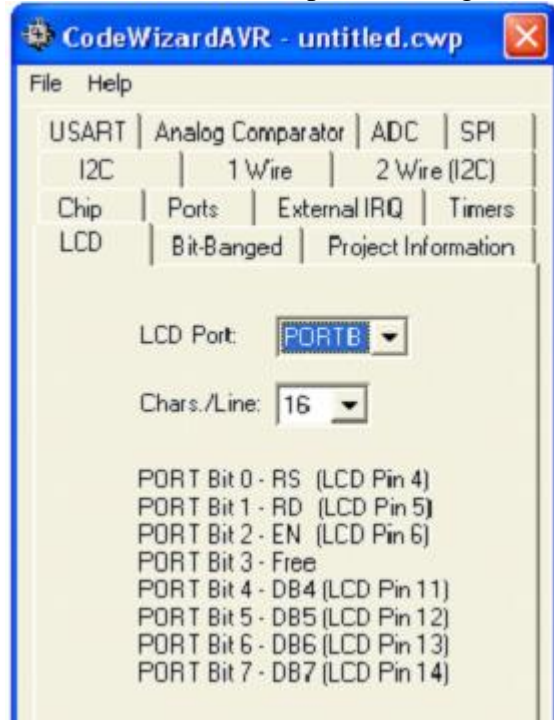 CodeWizardAVR - untitled.cwp
File Help
USART Analog Comparator ADC SPI
I2C 1 Wire 2 Wire (I2C)
Chip Ports External IRQ Timers
LCD Bit-Banged Project Information
LCD Port: PORTB
Chars./Line: 16
PORT Bit 0 - RS (LCD Pin 4)
PORT Bit 1 - RD (LCD Pin 5)
PORT Bit 2 - EN (LCD Pin 6)
PORT Bit 3 - Free
PORT Bit 4 - DB4 (LCD Pin 11)
PORT Bit 5 - DB5 (LCD Pin 12)
PORT Bit 6 - DB6 (LCD Pin 13)
PORT Bit 7 - DB7 (LCD Pin 14)